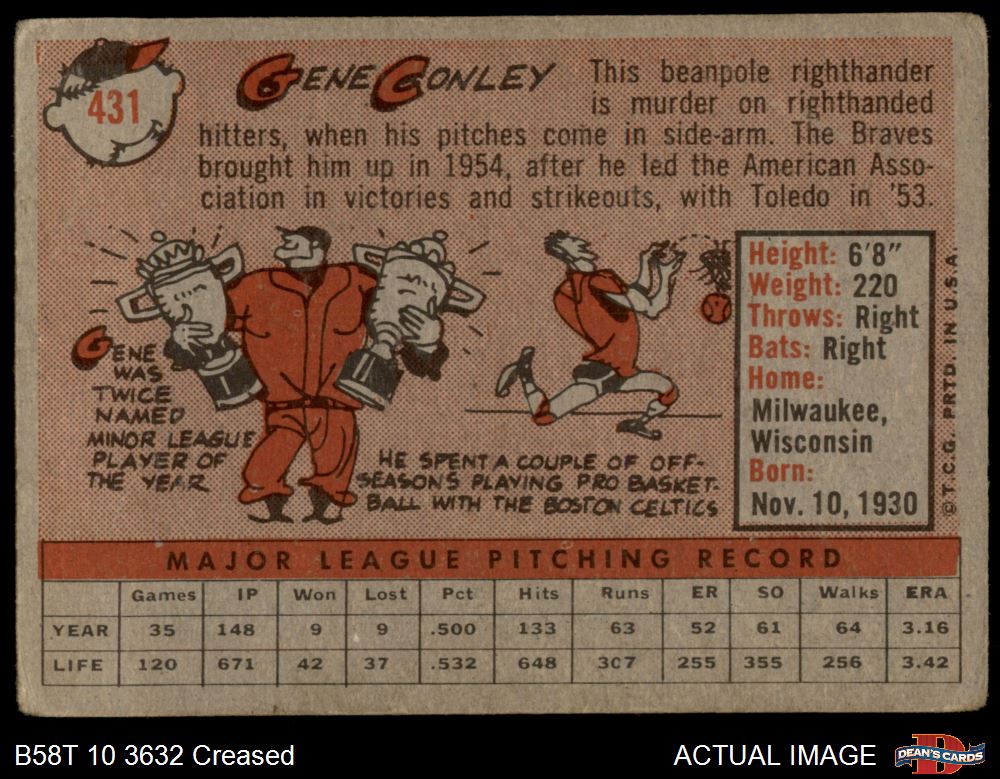 431
GENE CONLEY
This beanpole righthander
is murder on righthanded
hitters, when his pitches come in side-arm. The Braves
brought him up in 1954, after he led the American Asso-
ciation in victories and strikeouts, with Toledo in '53.
GENE
WAS
TWICE
NAMED
MINOR LEAGUE
PLAYER OF
THE YEAR
HE SPENT A COUPLE OF OFF-
SEASONS PLAYING PRO BASKET-
BALL WITH THE BOSTON CELTICS
Height: 6'8"
Weight: 220
Throws: Right
Bats: Right
Home:
Milwaukee,
Wisconsin
Born:
Nov. 10, 1930
© T.C.G. PRTD. IN U.S.A.
MAJOR LEAGUE PITCHING RECORD
Games IP Won Lost Pct Hits Runs ER SO Walks ERA
YEAR 35 148 9 9 .500 133 63 52 61 64 3.16
LIFE 120 671 42 37 .532 648 307 255 355 256 3.42
B58T 10 3632 Creased
ACTUAL IMAGE
DEAN'S CARDS